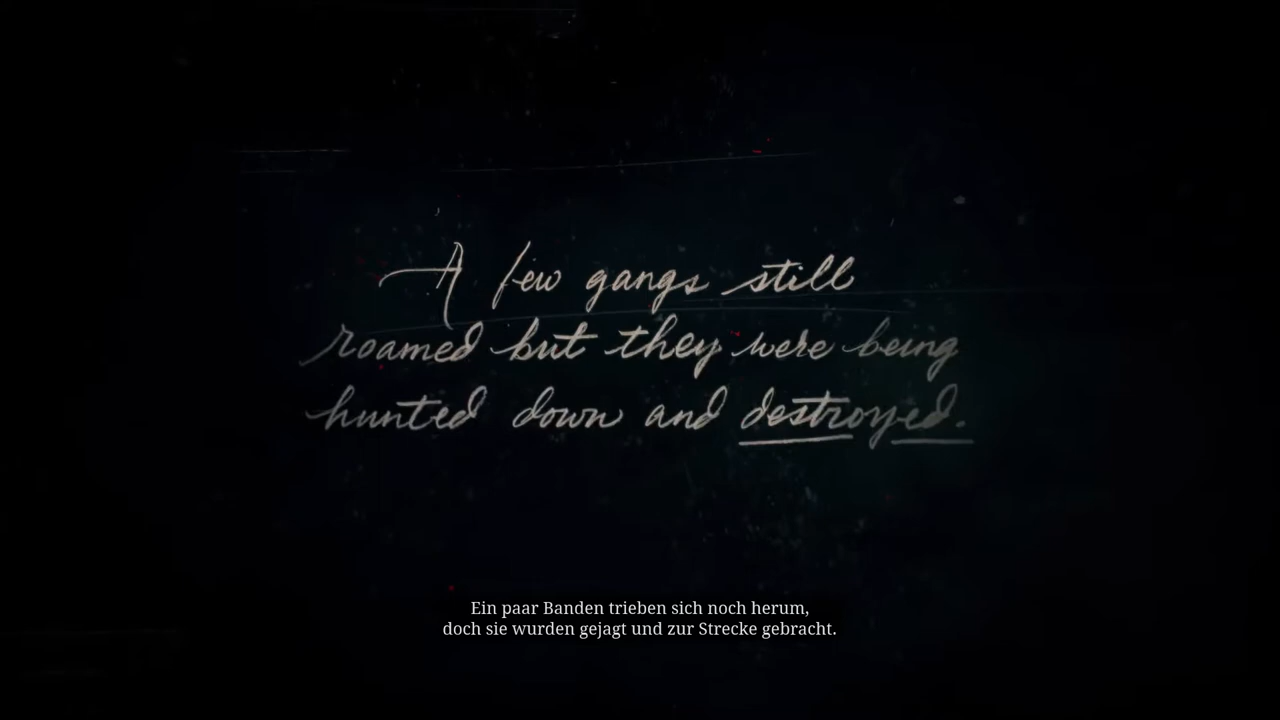 A few gangs still
roamed but they were being
hunted down and destroyed.
Ein paar Banden trieben sich noch herum,
doch sie wurden gejagt und zur Strecke gebracht.